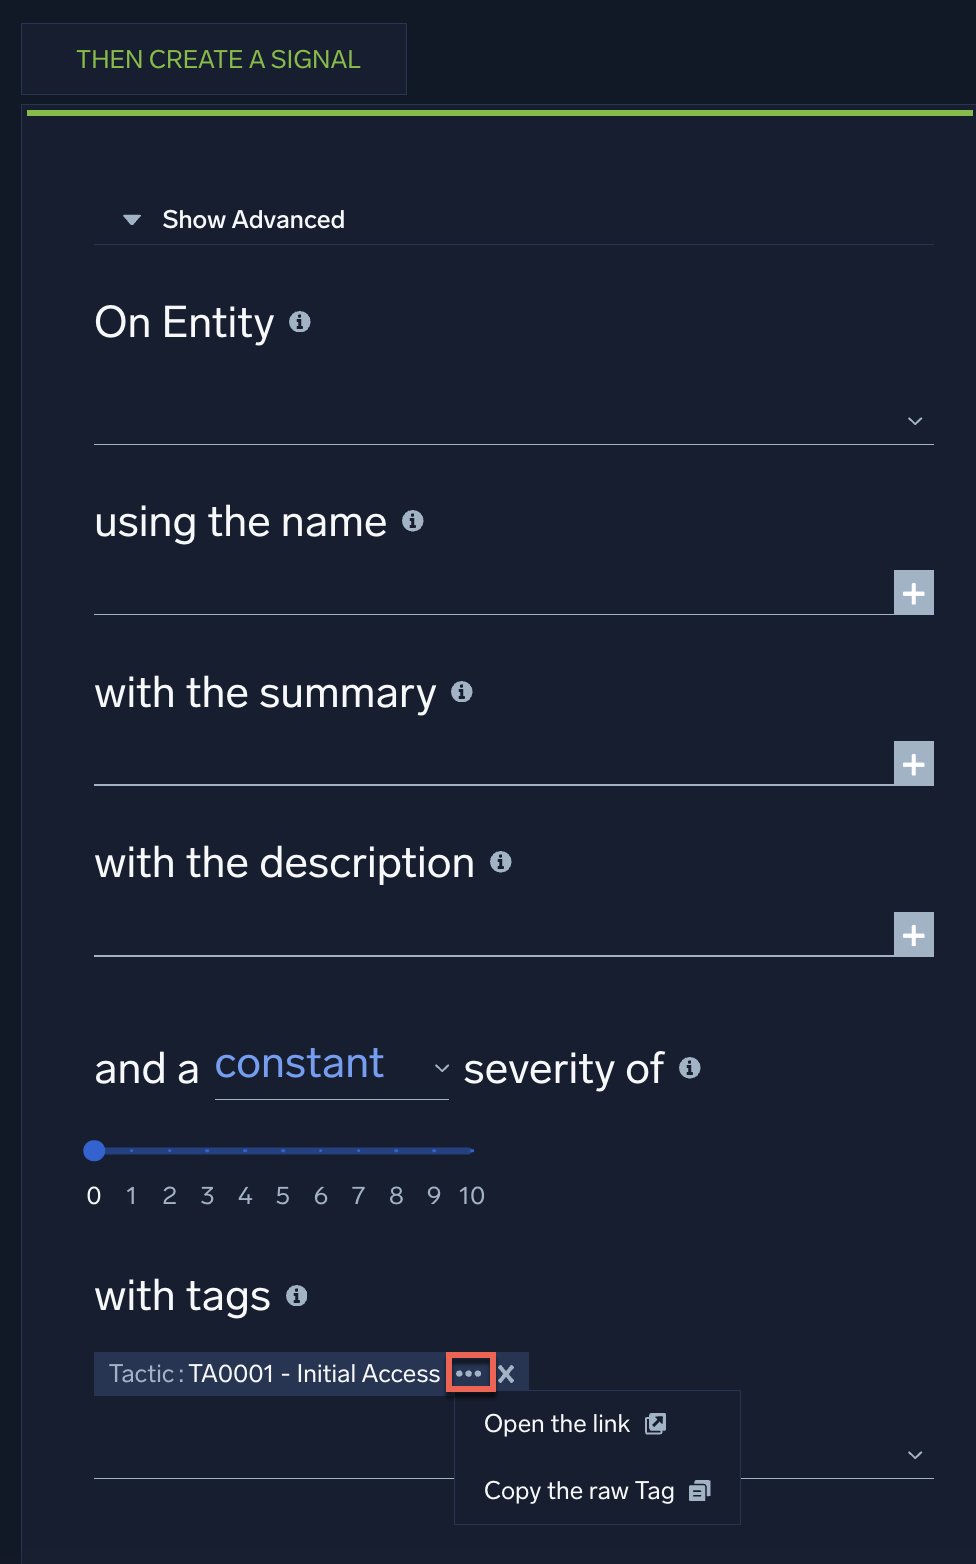 THEN CREATE A SIGNAL
Show Advanced
On Entity
using the name
with the summary
with the description
and a constant severity of
0 1 2 3 4 5 6 7 8 9 10
with tags
Tactic : TA0001 - Initial Access
Open the link
Copy the raw Tag